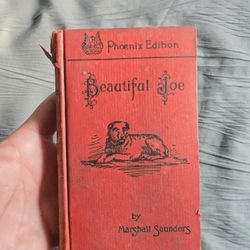 Phoenix Edition
Beautiful Joe
by
Marshall Saunders